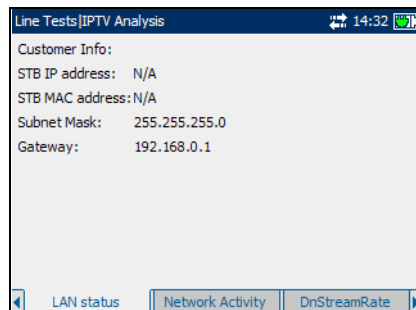 Line Tests|IPTV Analysis 14:32
Customer Info:
STB IP address: N/A
STB MAC address: N/A
Subnet Mask: 255.255.255.0
Gateway: 192.168.0.1
LAN status Network Activity DnStreamRate